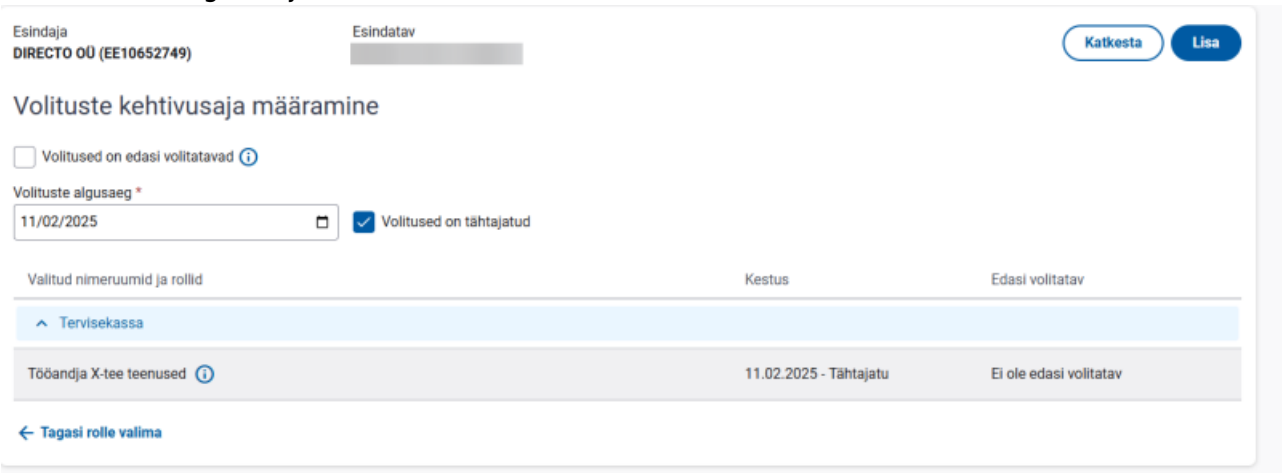 Esindaja
Esindatav
DIRECTO OÜ (EE10652749)
Katkesta
Lisa
Volituste kehtivusaja määramine
Volitused on edasi volitatavad
Volituste algusaeg *
11/02/2025
Volitused on tähtajatud
Valitud nimeruumid ja rollid
Kestus
Edasi volitatav
Tervisekassa
Tööandja X-tee teenused
11.02.2025 - Tähtajatu
Ei ole edasi volitatav
Tagasi rolle valima